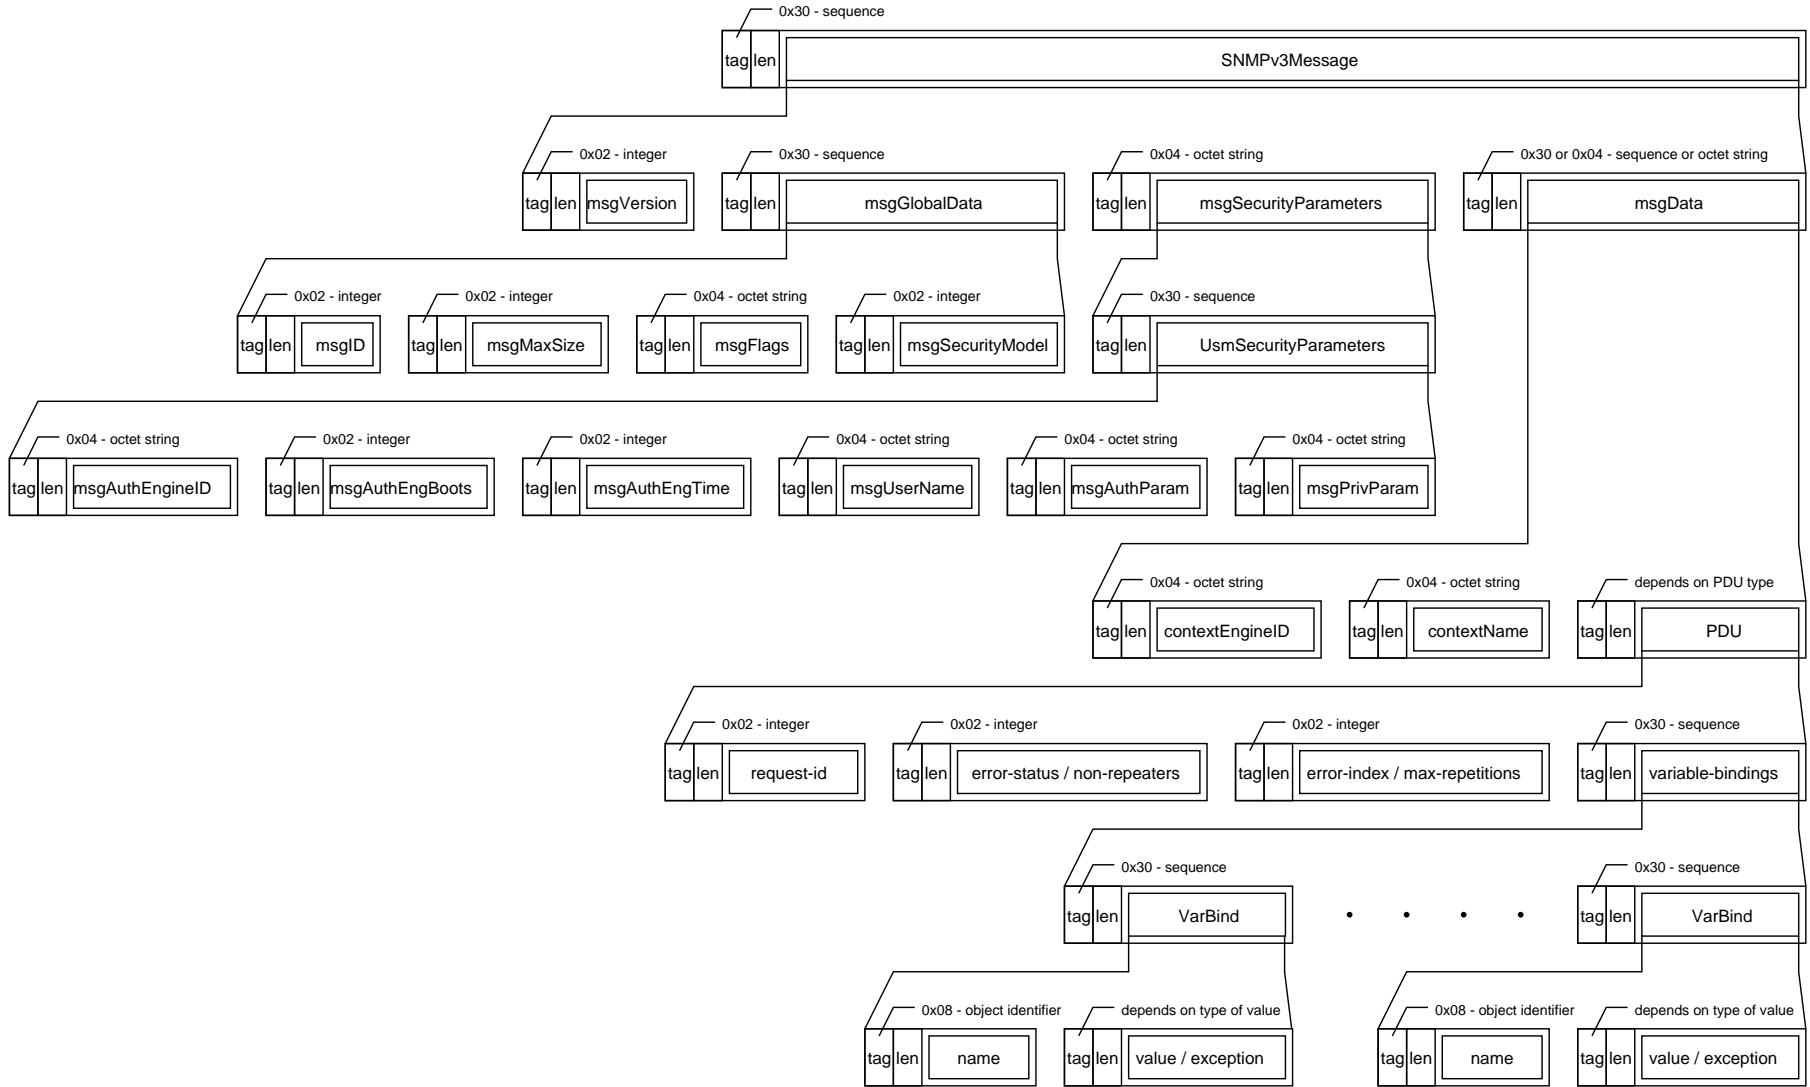 0x30 - sequence
tag len SNMPv3Message
0x02 - integer 0x30 - sequence 0x04 - octet string 0x30 or 0x04 - sequence or octet string
tag len msgVersion tag len msgGlobalData tag len msgSecurityParameters tag len msgData
0x02 - integer 0x02 - integer 0x04 - octet string 0x02 - integer 0x30 - sequence
tag len msgID tag len msgMaxSize tag len msgFlags tag len msgSecurityModel tag len UsmSecurityParameters
0x04 - octet string 0x02 - integer 0x02 - integer 0x04 - octet string 0x04 - octet string 0x04 - octet string
tag len msgAuthEngineID tag len msgAuthEngBoots tag len msgAuthEngTime tag len msgUserName tag len msgAuthParam tag len msgPrivParam
0x04 - octet string 0x04 - octet string depends on PDU type
tag len contextEngineID tag len contextName tag len PDU
0x02 - integer 0x02 - integer 0x02 - integer 0x30 - sequence
tag len request-id tag len error-status / non-repeaters tag len error-index / max-repetitions tag len variable-bindings
0x30 - sequence 0x30 - sequence
tag len VarBind tag len VarBind
0x08 - object identifier depends on type of value 0x08 - object identifier depends on type of value
tag len name tag len value / exception tag len name tag len value / exception